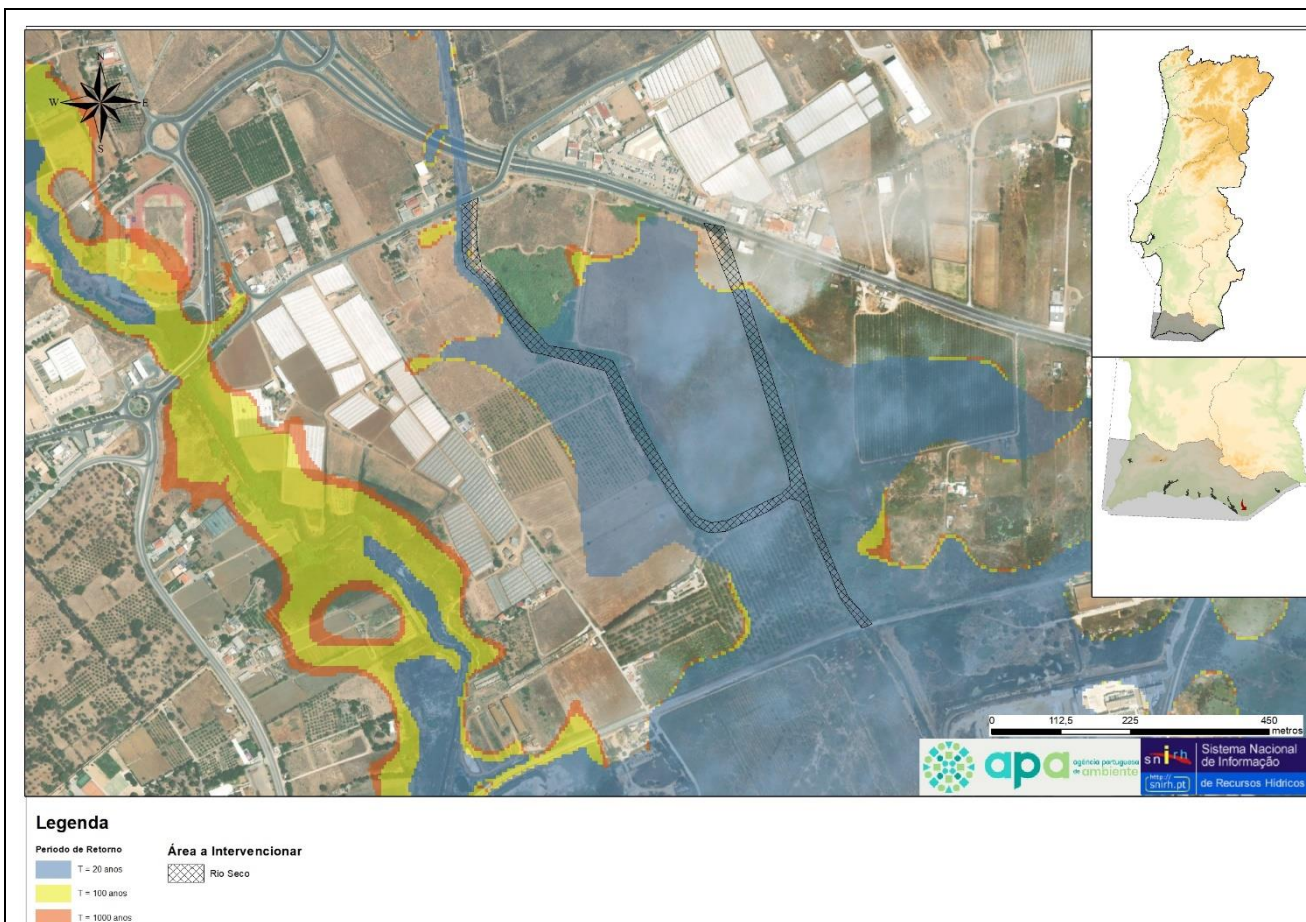 N
W
E
S
0
112,5
225
450
metros
apa
agência portuguesa
do ambiente
snirh
http://
snirh.pt
Sistema Nacional
de Informação
de Recursos Hídricos
Legenda
Periodo de Retorno
T = 20 anos
T = 100 anos
T = 1000 anos
Área a Intervencionar
Rio Seco